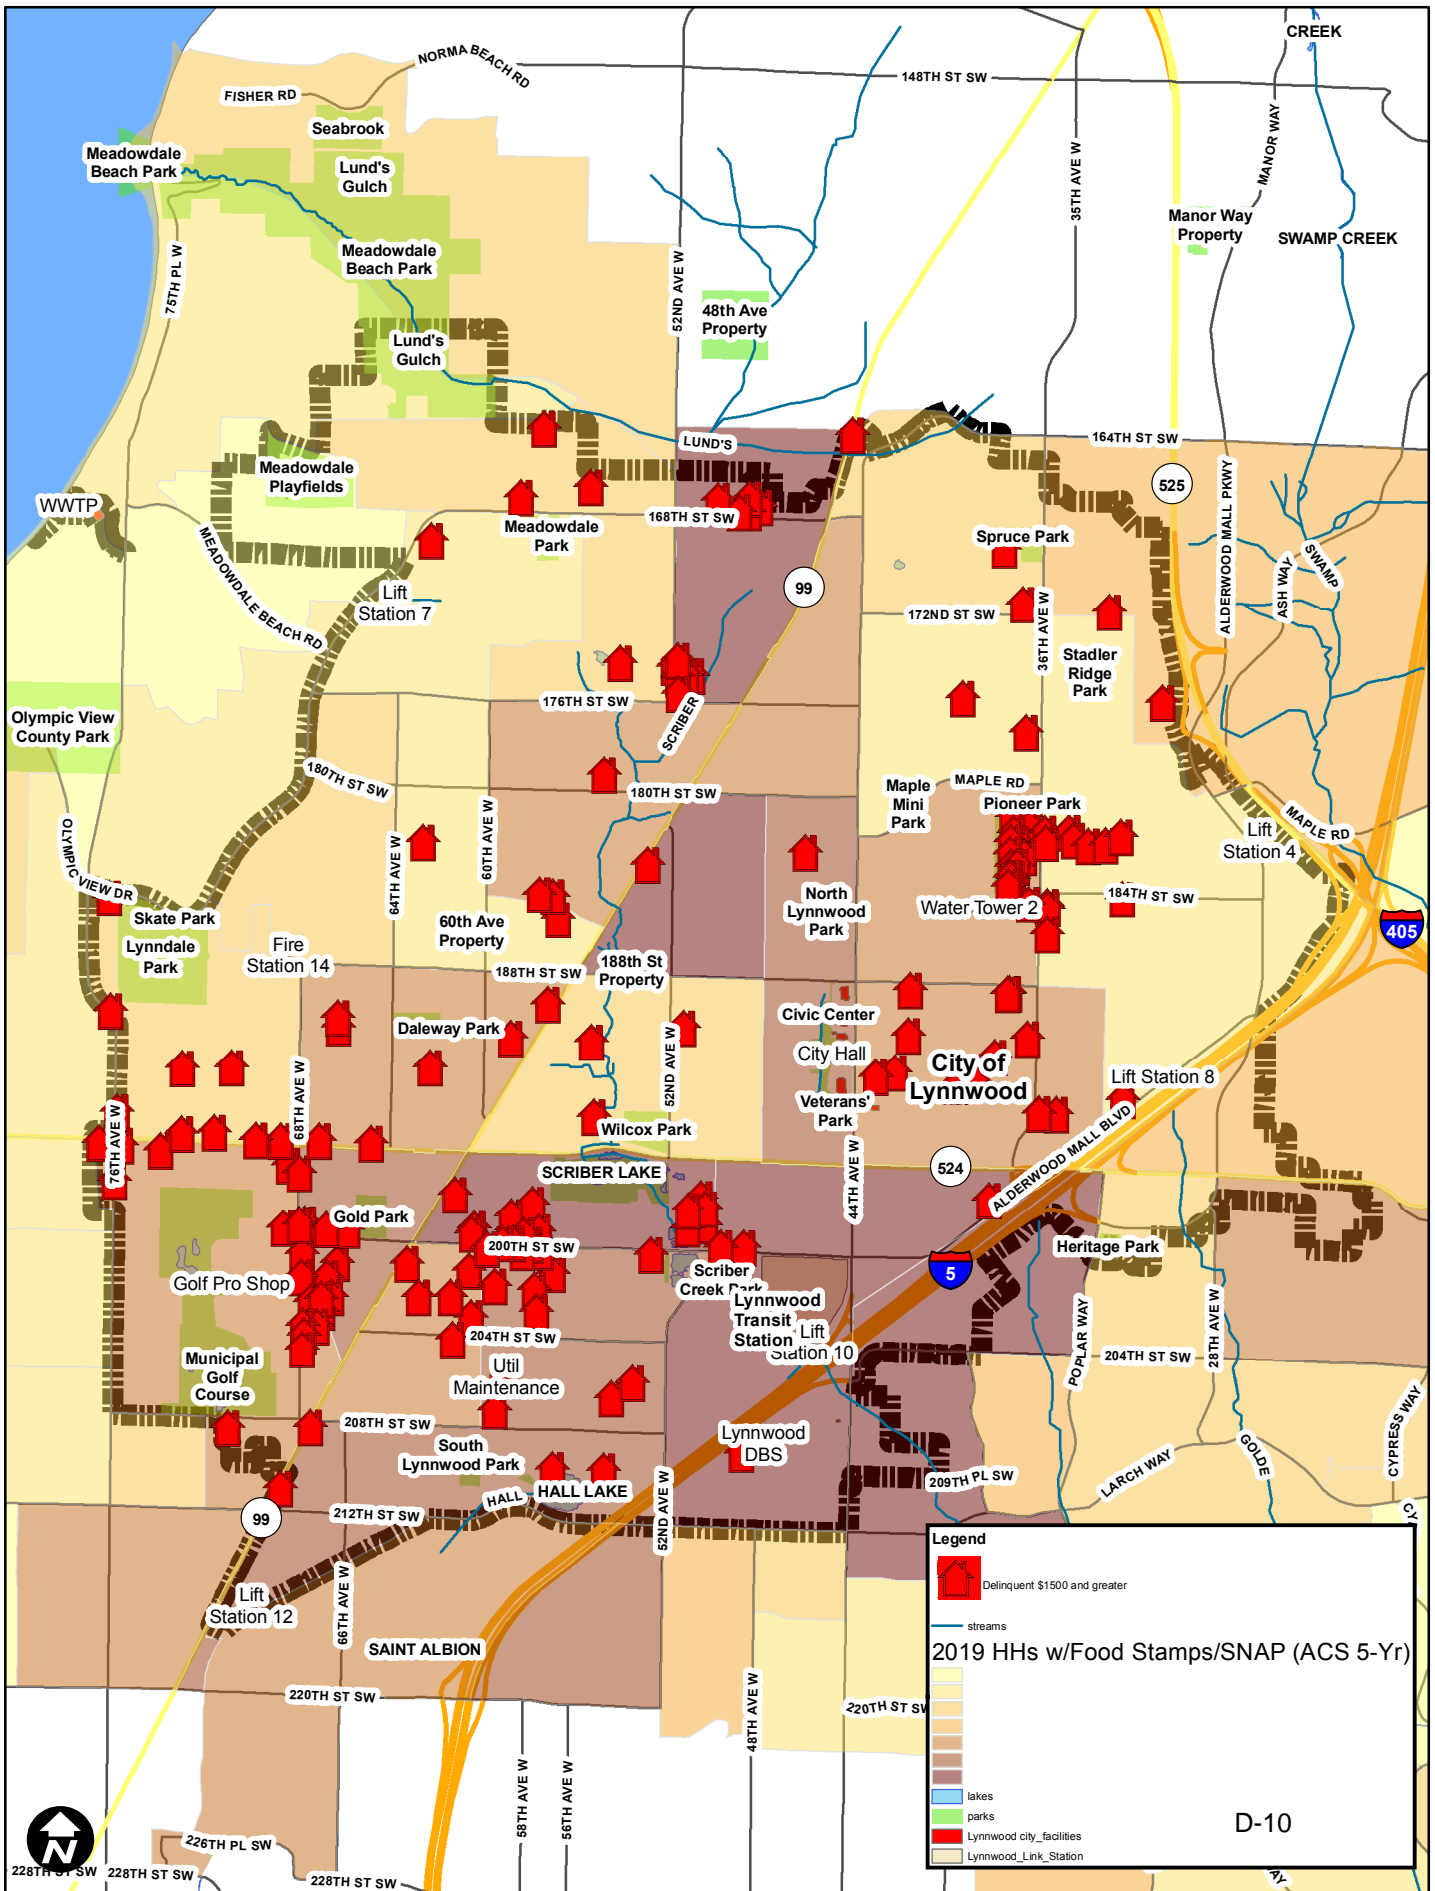 CREEK
NORMA BEACH RD
148TH ST SW
FISHER RD
Seabrook
MANOR WAY
35TH AVE W
Meadowdale
Beach Park
Lund's
Gulch
Manor Way
Property
SWAMP CREEK
75TH PL W
Meadowdale
Beach Park
52ND AVE W
48th Ave
Property
Lund's
Gulch
LUND'S
164TH ST SW
525
ALDERWOOD MALL PKWY
Meadowdale
Playfields
WWTP
168TH ST SW
Meadowdale
Park
Spruce Park
SWAMP
ASH WAY
MEADOWDALE BEACH RD
99
Lift
Station 7
172ND ST SW
36TH AVE W
Stadler
Ridge
Park
176TH ST SW
SCRIBER
Olympic View
County Park
180TH ST SW
180TH ST SW
MAPLE RD
Maple
Mini
Park
Pioneer Park
MAPLE RD
Lift
Station 4
OLYMPIC VIEW DR
64TH AVE W
60TH AVE W
184TH ST SW
Skate Park
Lynndale
Park
Fire
Station 14
60th Ave
Property
North
Lynnwood
Park
Water Tower 2
405
188TH ST SW
188th St
Property
Civic Center
City Hall
Daleway Park
52ND AVE W
City of
Lynnwood
Lift Station 8
Veterans'
Park
76TH AVE W
68TH AVE W
Wilcox Park
ALDERWOOD MALL BLVD
SCRIBER LAKE
524
44TH AVE W
Gold Park
200TH ST SW
Heritage Park
Golf Pro Shop
Scriber
Creek Park
5
Lynnwood
Transit
Station
Lift
Station 10
204TH ST SW
204TH ST SW
POPLAR WAY
28TH AVE W
Municipal
Golf
Course
Util
Maintenance
208TH ST SW
Lynnwood
DBS
CYPRESS WAY
South
Lynnwood Park
GOLDE
LARCH WAY
209TH PL SW
HALL
HALL LAKE
52ND AVE W
99
212TH ST SW
CY
66TH AVE W
Lift
Station 12
SAINT ALBION
220TH ST SW
220TH ST SW
48TH AVE W
58TH AVE W
56TH AVE W
226TH PL SW
228TH ST SW
228TH ST SW
228TH ST SW
N
Legend
Delinquent $1500 and greater
streams
2019 HHs w/Food Stamps/SNAP (ACS 5-Yr)
lakes
parks
Lynnwood city_facilities
Lynnwood_Link_Station
D-10
AY